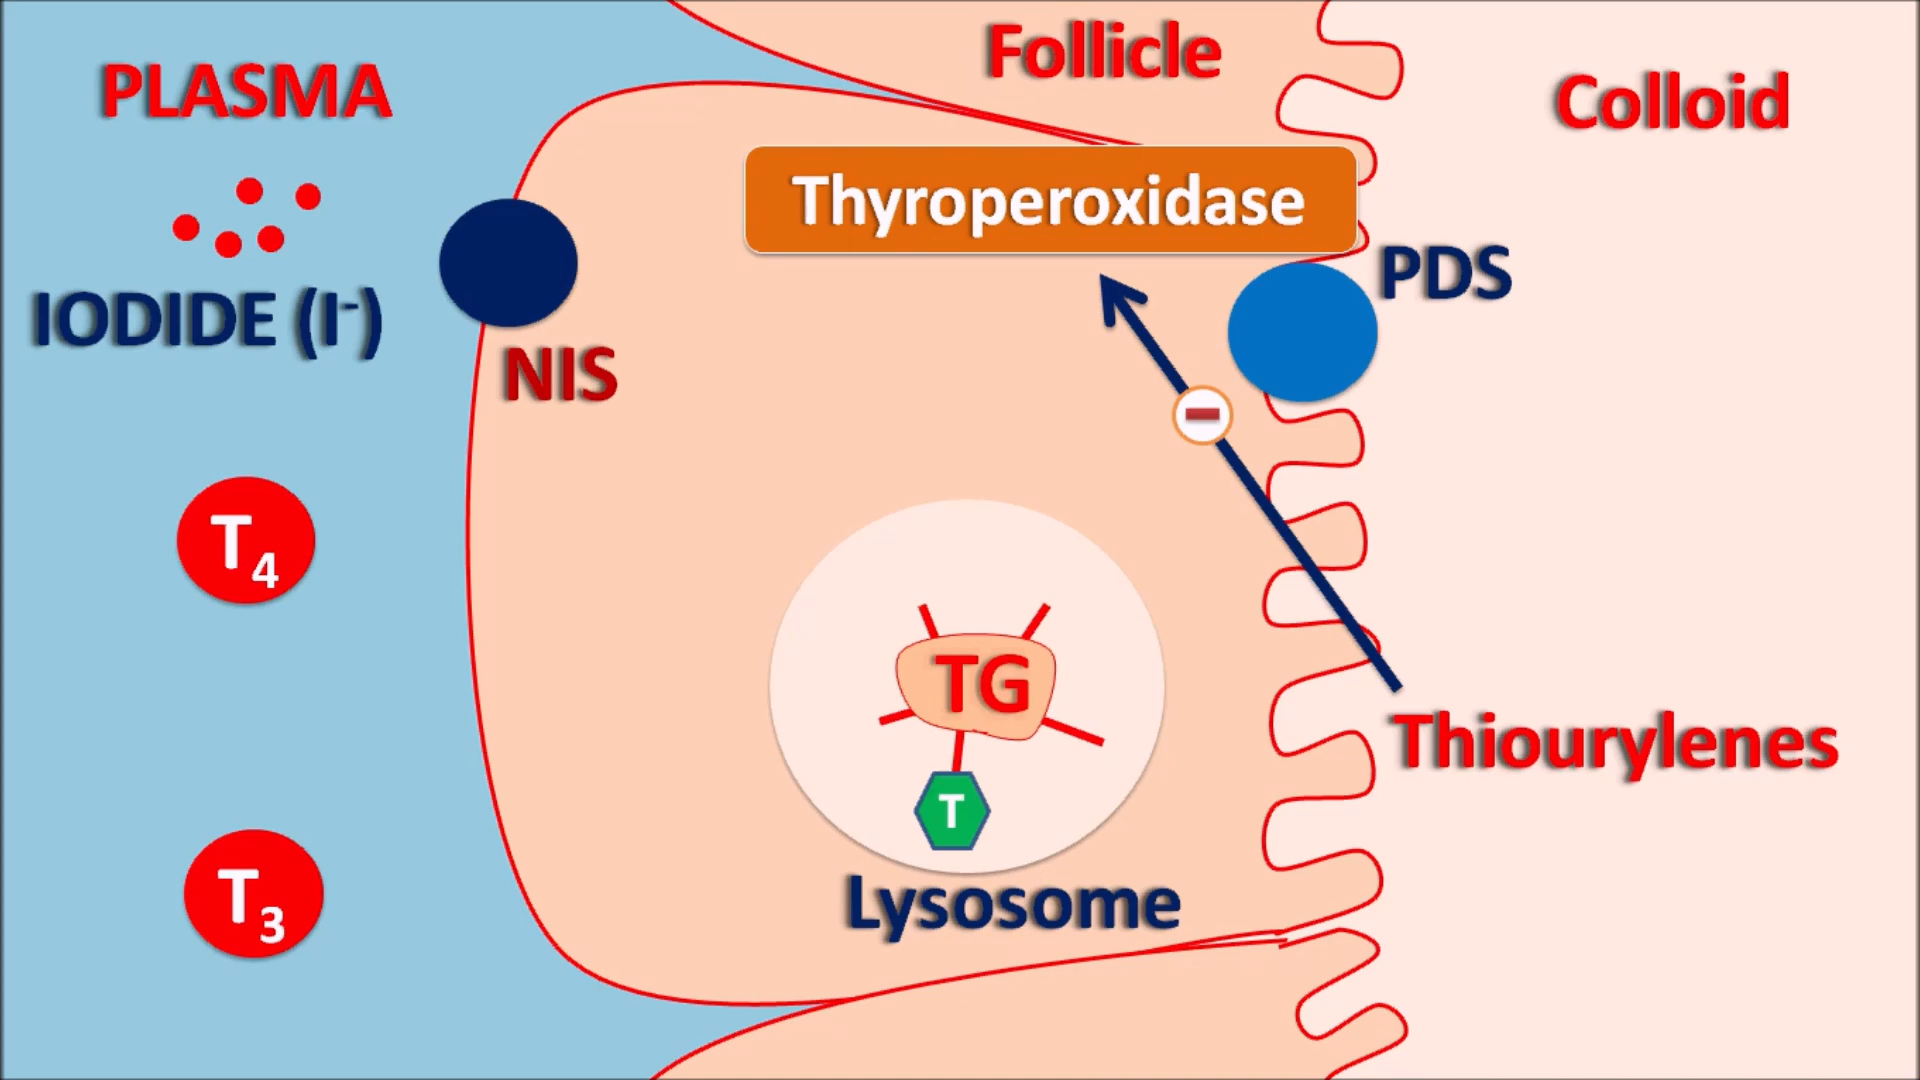 PLASMA
Follicle
Colloid
Thyroperoxidase
IODIDE (I⁻)
NIS
PDS
T₄
TG
T
Thiourylenes
Lysosome
T₃